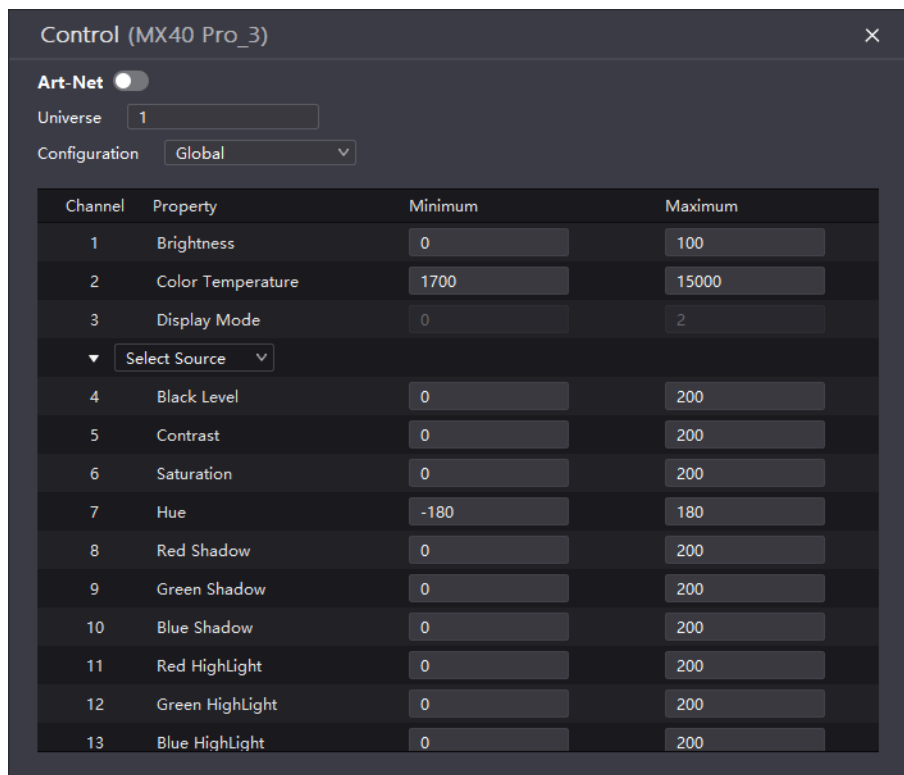 Control (MX40 Pro_3)
Art-Net
Universe 1
Configuration Global
Channel Property Minimum Maximum
1 Brightness 0 100
2 Color Temperature 1700 15000
3 Display Mode 0 2
Select Source
4 Black Level 0 200
5 Contrast 0 200
6 Saturation 0 200
7 Hue -180 180
8 Red Shadow 0 200
9 Green Shadow 0 200
10 Blue Shadow 0 200
11 Red HighLight 0 200
12 Green HighLight 0 200
13 Blue HighLight 0 200